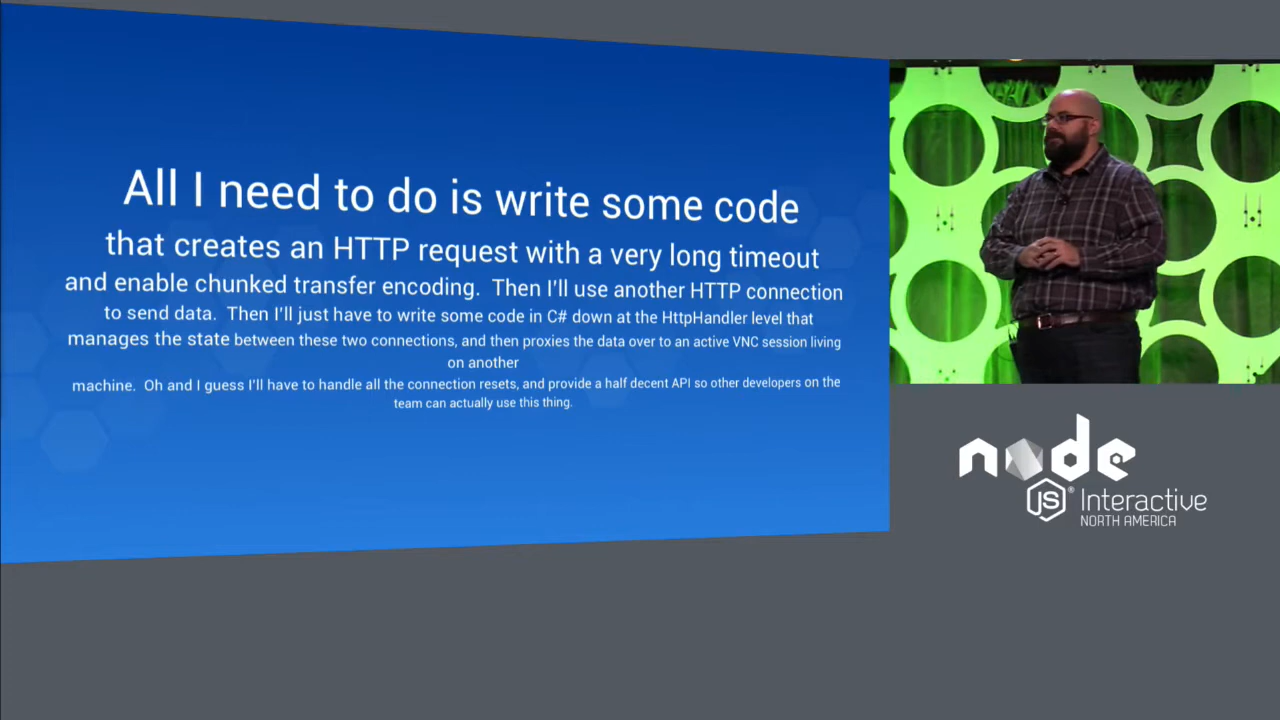 All I need to do is write some code
that creates an HTTP request with a very long timeout
and enable chunked transfer encoding.  Then I'll use another HTTP connection
to send data.  Then I'll just have to write some code in C# down at the HttpHandler level that
manages the state between these two connections, and then proxies the data over to an active VNC session living
on another
machine.  Oh and I guess I'll have to handle all the connection resets, and provide a half decent API so other developers on the
team can actually use this thing.
node
JS® Interactive
NORTH AMERICA